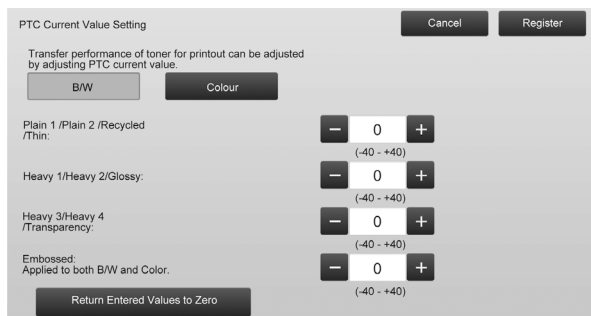 PTC Current Value Setting
Cancel
Register
Transfer performance of toner for printout can be adjusted
by adjusting PTC current value.
B/W
Colour
Plain 1 /Plain 2 /Recycled
/Thin:
− 0 +
(-40 - +40)
Heavy 1/Heavy 2/Glossy:
− 0 +
(-40 - +40)
Heavy 3/Heavy 4
/Transparency:
− 0 +
(-40 - +40)
Embossed:
Applied to both B/W and Color.
− 0 +
(-40 - +40)
Return Entered Values to Zero